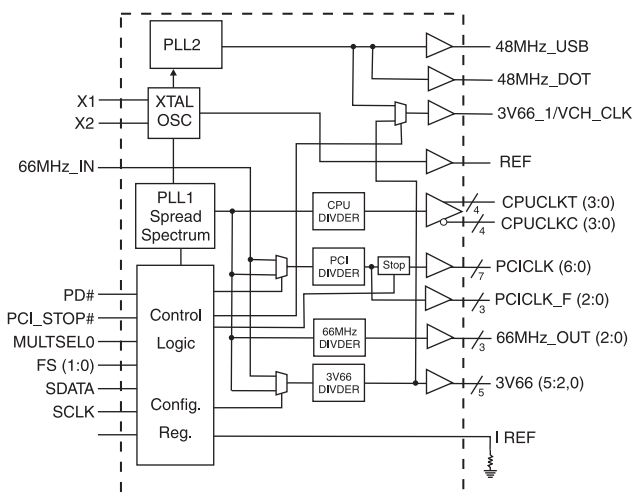 PLL2
48MHz_USB
48MHz_DOT
X1
X2
XTAL
OSC
3V66_1/VCH_CLK
66MHz_IN
REF
PLL1
Spread
Spectrum
CPU
DIVDER
4
CPUCLKT (3:0)
4
CPUCLKC (3:0)
PCI
DIVDER
Stop
7
PCICLK (6:0)
PD#
PCI_STOP#
MULTSEL0
FS (1:0)
SDATA
SCLK
Control
Logic
Config.
Reg.
3
PCICLK_F (2:0)
66MHz
DIVDER
3
66MHz_OUT (2:0)
3V66
DIVDER
5
3V66 (5:2,0)
I REF